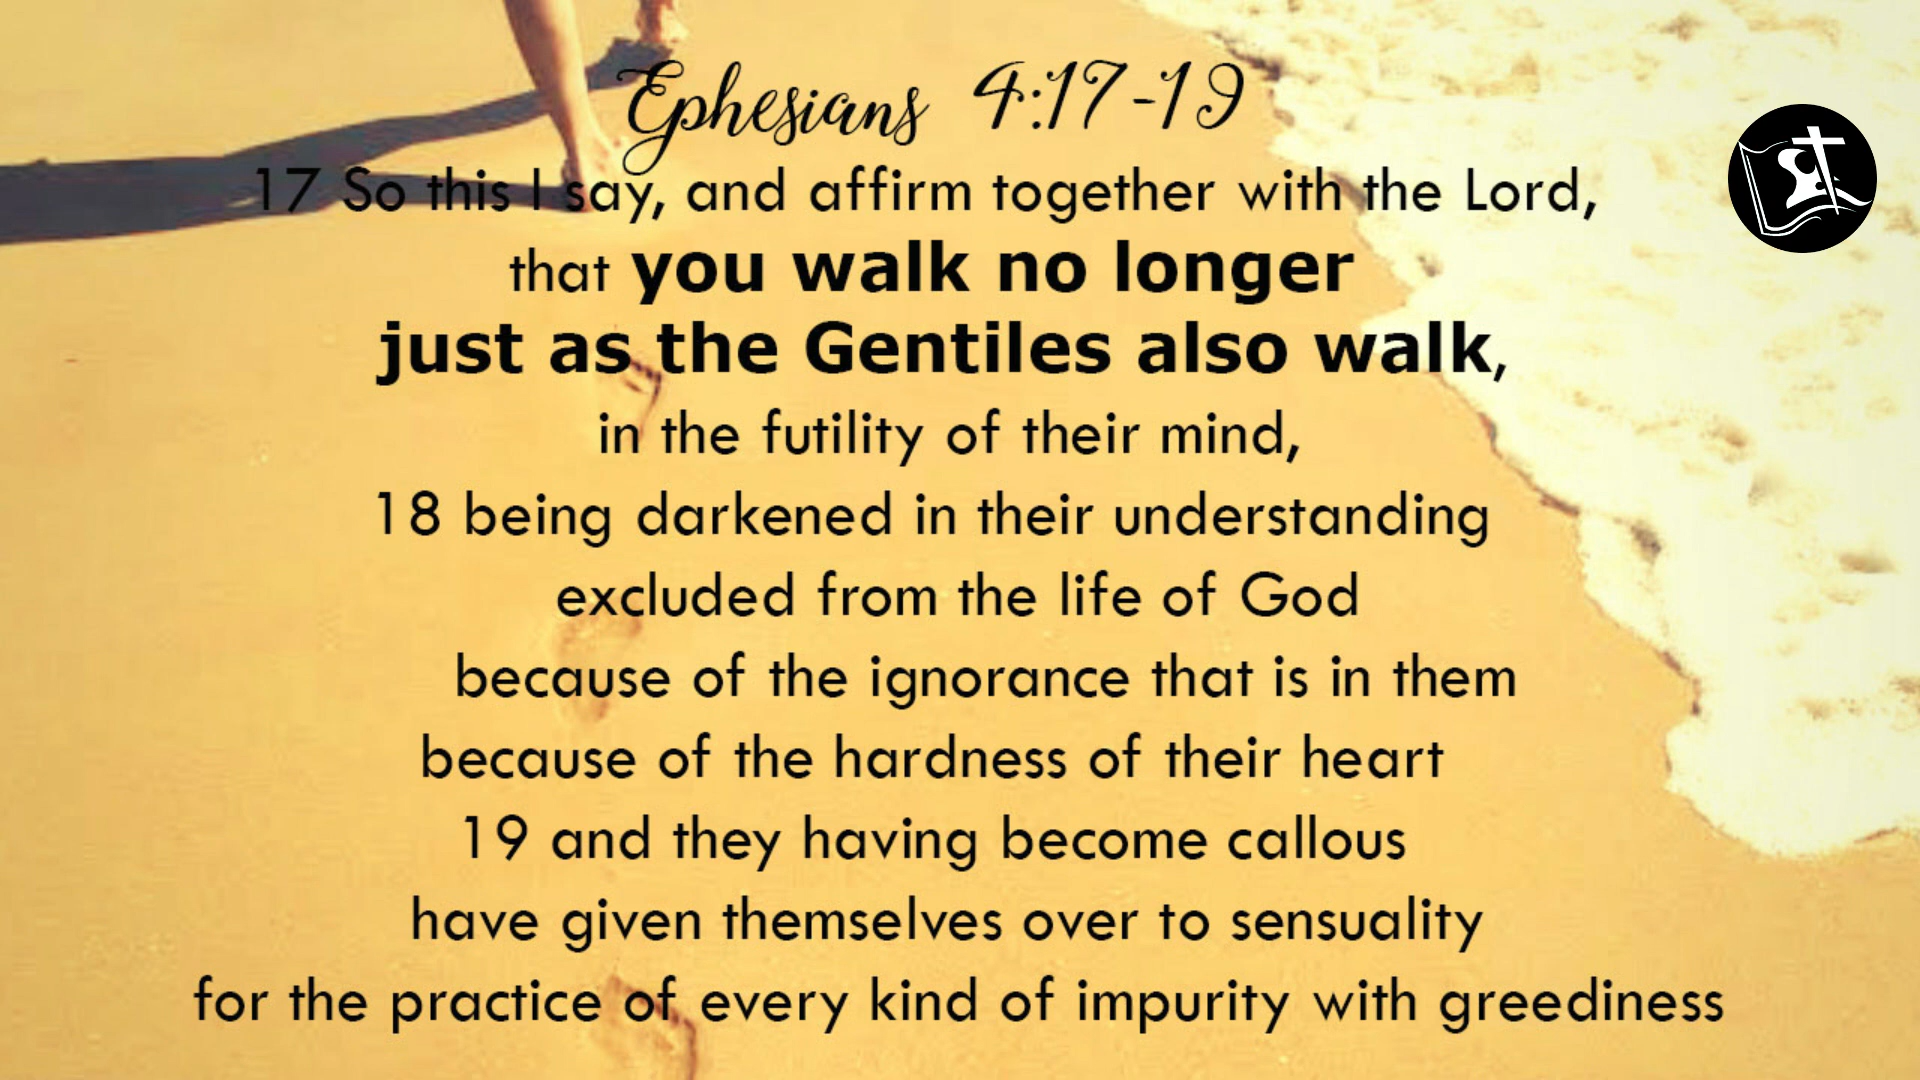 Ephesians 4:17-19
17 So this I say, and affirm together with the Lord,
that you walk no longer
just as the Gentiles also walk,
in the futility of their mind,
18 being darkened in their understanding
excluded from the life of God
because of the ignorance that is in them
because of the hardness of their heart
19 and they having become callous
have given themselves over to sensuality
for the practice of every kind of impurity with greediness